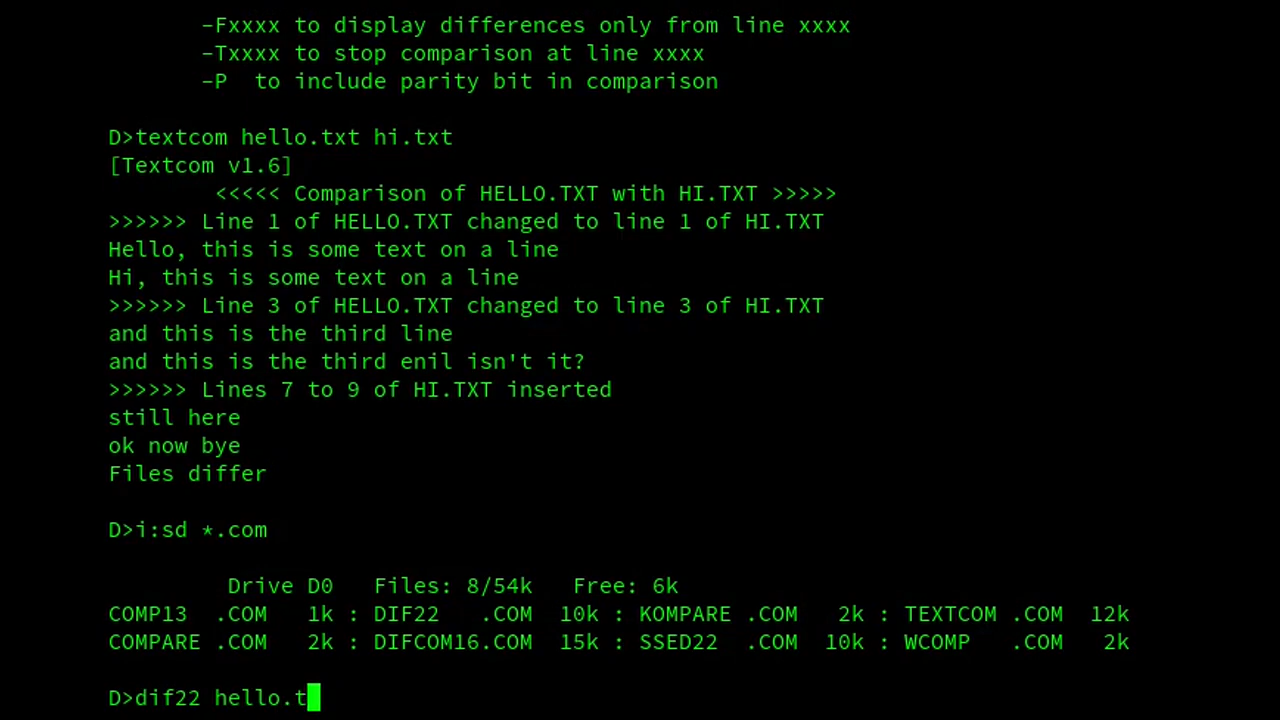 -Fxxxx to display differences only from line xxxx
-Txxxx to stop comparison at line xxxx
-P  to include parity bit in comparison
D>textcom hello.txt hi.txt
[Textcom v1.6]
<<<<< Comparison of HELLO.TXT with HI.TXT >>>>>
>>>>>> Line 1 of HELLO.TXT changed to line 1 of HI.TXT
Hello, this is some text on a line
Hi, this is some text on a line
>>>>>> Line 3 of HELLO.TXT changed to line 3 of HI.TXT
and this is the third line
and this is the third enil isn't it?
>>>>>> Lines 7 to 9 of HI.TXT inserted
still here
ok now bye
Files differ
D>i:sd *.com
Drive D0   Files: 8/54k   Free: 6k
COMP13  .COM   1k : DIF22   .COM  10k : KOMPARE .COM   2k : TEXTCOM .COM  12k
COMPARE .COM   2k : DIFCOM16.COM  15k : SSED22  .COM  10k : WCOMP   .COM   2k
D>dif22 hello.t